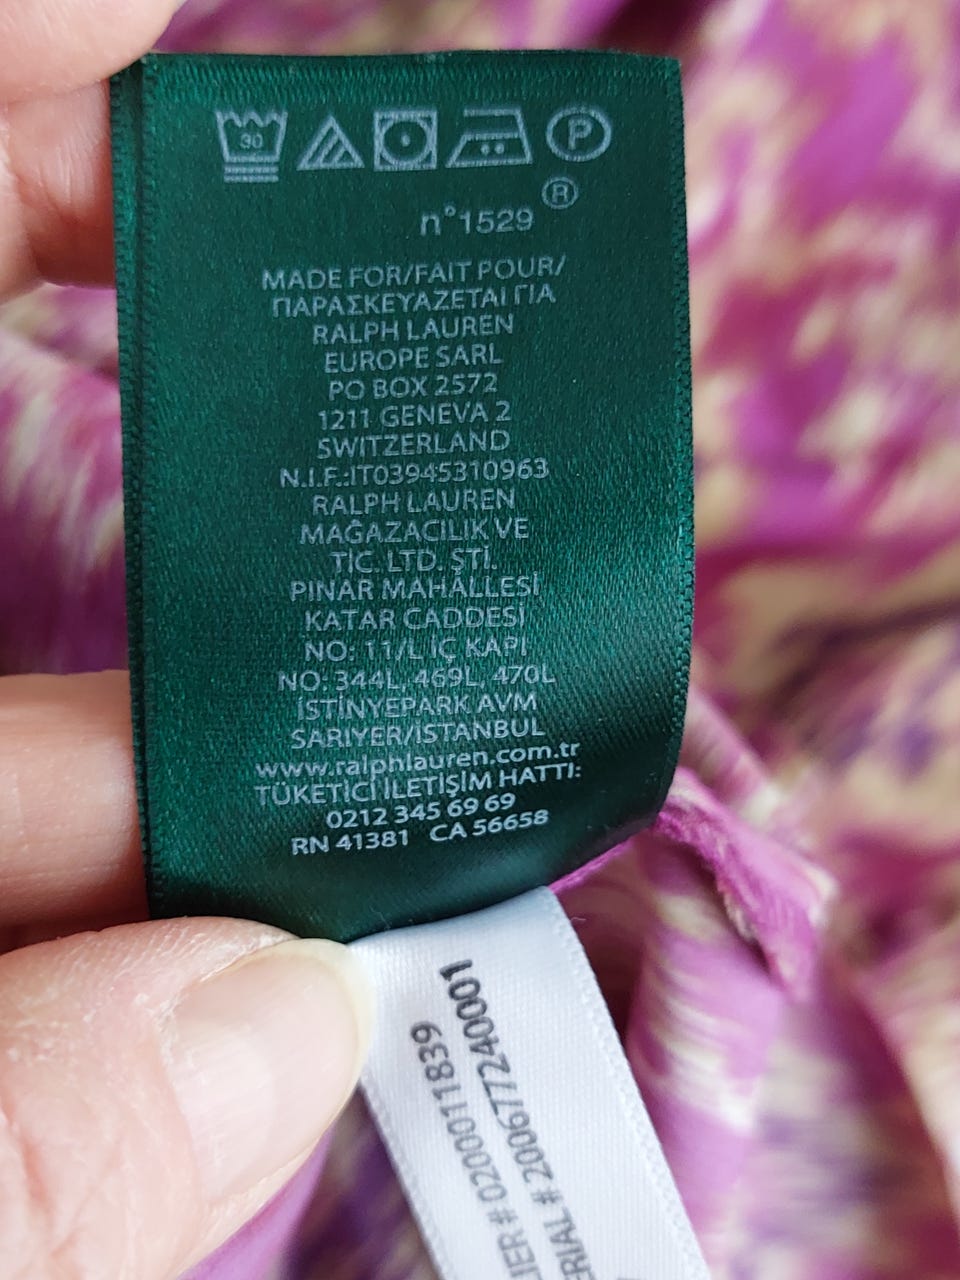 30 P
n°1529 ®
MADE FOR/FAIT POUR/
ΠΑΡΑΣΚΕΥΑΖΕΤΑΙ ΓΙΑ
RALPH LAUREN
EUROPE SARL
PO BOX 2572
1211 GENEVA 2
SWITZERLAND
N.I.F.:IT03945310963
RALPH LAUREN
MAĞAZACILIK VE
TİC. LTD. ŞTİ.
PINAR MAHALLESİ
KATAR CADDESİ
NO: 11/L İÇ KAPI
NO: 344L, 469L, 470L
İSTİNYEPARK AVM
SARIYER/İSTANBUL
www.ralphlauren.com.tr
TÜKETİCİ İLETİŞİM HATTI:
0212 345 69 69
RN 41381 CA 56658
# 0200011839
# 2006777240001